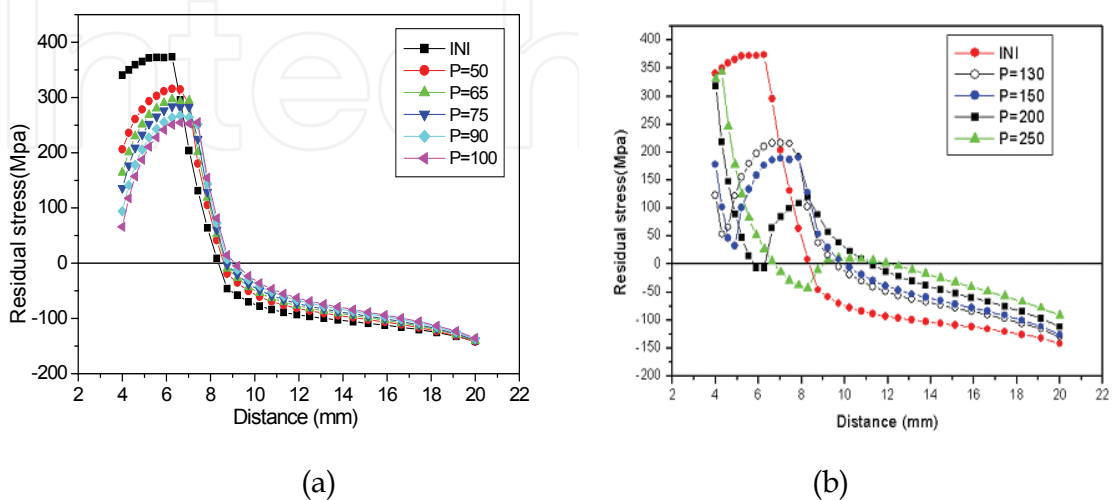 Intech
400
300
200
100
0
-100
-200
Residual stress(Mpa)
4 6 8 10 12 14 16 18 20 22
2
Distance (mm)
INI
P=50
P=65
P=75
P=90
P=100
(a)
400
350
300
250
200
150
100
50
0
-50
-100
-150
-200
Residual stress(Mpa)
2 4 6 8 10 12 14 16 18 20 22
Distance (mm)
INI
P=130
P=150
P=200
P=250
(b)